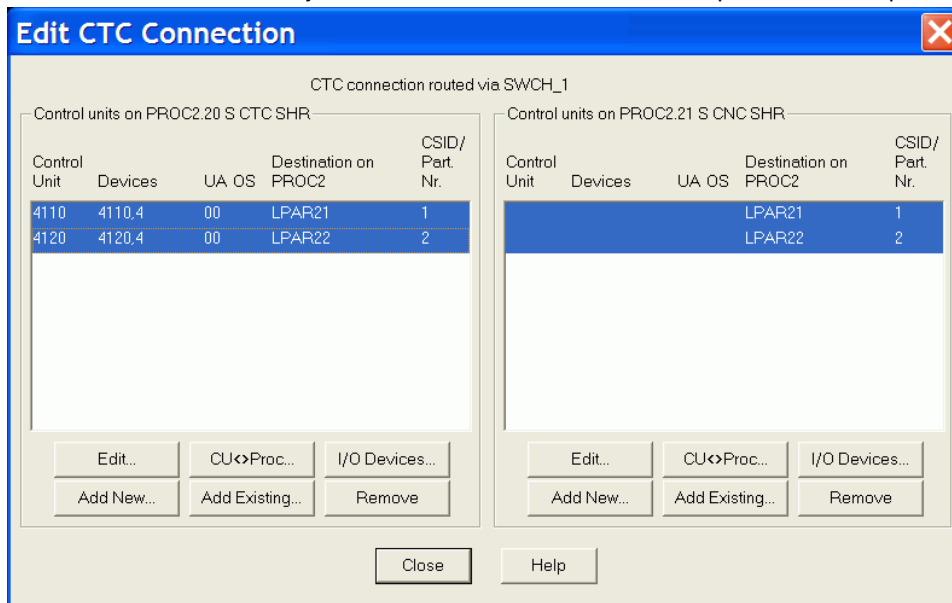 Edit CTC Connection
CTC connection routed via SWCH_1
Control units on PROC2.20 S CTC SHR
Control Unit Devices UA OS Destination on PROC2 CSID/ Part. Nr.
4110 4110,4 00 LPAR21 1
4120 4120,4 00 LPAR22 2
Edit... CU<>Proc... I/O Devices...
Add New... Add Existing... Remove
Control units on PROC2.21 S CNC SHR
Control Unit Devices UA OS Destination on PROC2 CSID/ Part. Nr.
LPAR21 1
LPAR22 2
Edit... CU<>Proc... I/O Devices...
Add New... Add Existing... Remove
Close Help